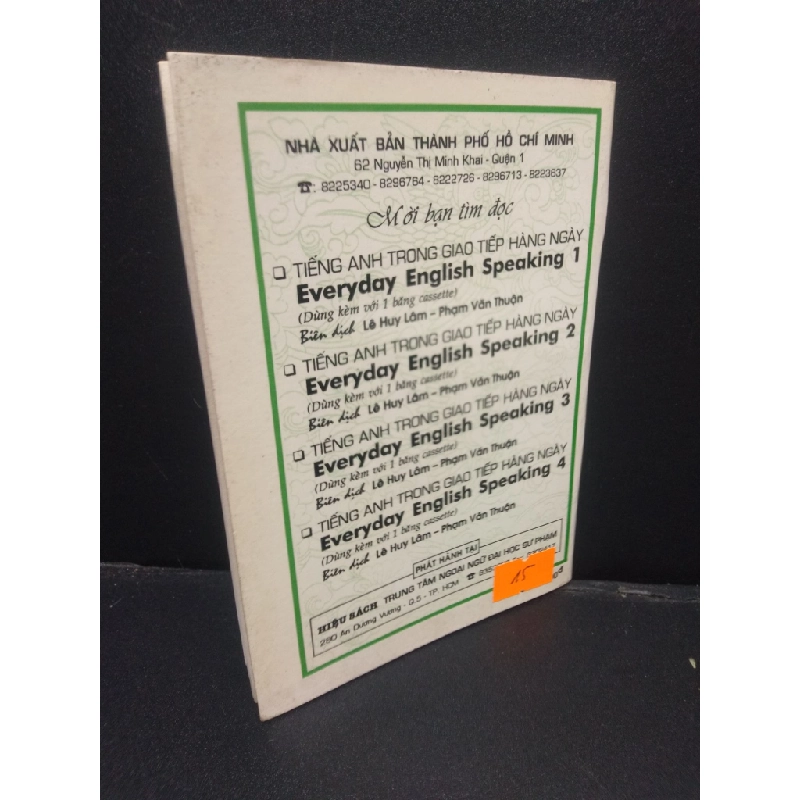 NHÀ XUẤT BẢN THÀNH PHỐ HỒ CHÍ MINH
62 Nguyễn Thị Minh Khai - Quận 1
☎: 8225340 - 8296764 - 8222726 - 8296713 - 8223637
Mời bạn tìm đọc
❑ TIẾNG ANH TRONG GIAO TIẾP HÀNG NGÀY
Everyday English Speaking 1
(Dùng kèm với 1 băng cassette)
Biên dịch Lê Huy Lâm – Phạm Văn Thuận
❑ TIẾNG ANH TRONG GIAO TIẾP HÀNG NGÀY
Everyday English Speaking 2
(Dùng kèm với 1 băng cassette)
Biên dịch Lê Huy Lâm – Phạm Văn Thuận
❑ TIẾNG ANH TRONG GIAO TIẾP HÀNG NGÀY
Everyday English Speaking 3
(Dùng kèm với 1 băng cassette)
Biên dịch Lê Huy Lâm – Phạm Văn Thuận
❑ TIẾNG ANH TRONG GIAO TIẾP HÀNG NGÀY
Everyday English Speaking 4
(Dùng kèm với 1 băng cassette)
Biên dịch Lê Huy Lâm – Phạm Văn Thuận
PHÁT HÀNH TẠI
HIỆU SÁCH TRUNG TÂM NGOẠI NGỮ ĐẠI HỌC SƯ PHẠM
280 An Dương Vương - Q.5 - TP. HCM ☎
15